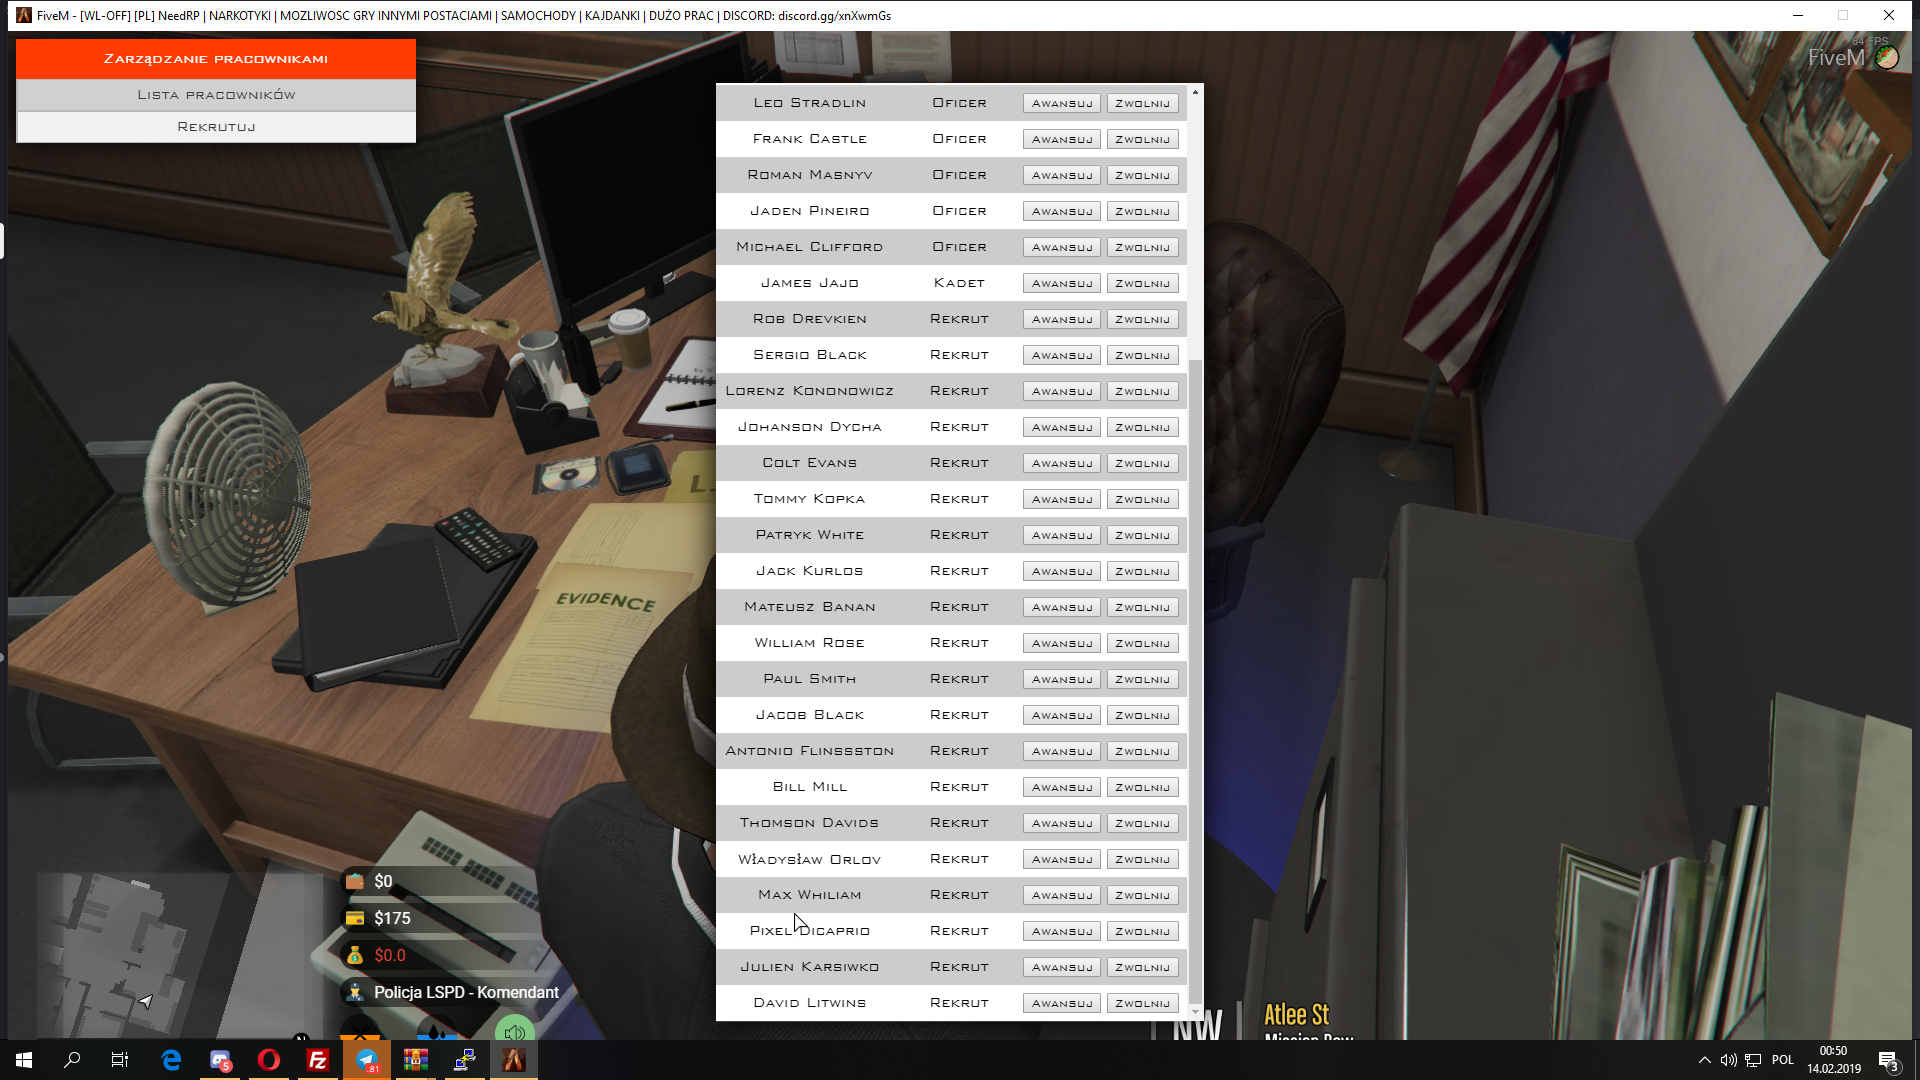 FiveM - [WL-OFF] [PL] NeedRP | NARKOTYKI | MOZLIWOSC GRY INNYMI POSTACIAMI | SAMOCHODY | KAJDANKI | DUŻO PRAC | DISCORD: discord.gg/xnXwmGs
64 FPS
FiveM
Zarządzanie pracownikami
Lista pracowników
Rekrutuj
Leo Stradlin Oficer Awansuj Zwolnij
Frank Castle Oficer Awansuj Zwolnij
Roman Masnyv Oficer Awansuj Zwolnij
Jaden Pineiro Oficer Awansuj Zwolnij
Michael Clifford Oficer Awansuj Zwolnij
James Jajo Kadet Awansuj Zwolnij
Rob Drevkien Rekrut Awansuj Zwolnij
Sergio Black Rekrut Awansuj Zwolnij
Lorenz Kononowicz Rekrut Awansuj Zwolnij
Johanson Dycha Rekrut Awansuj Zwolnij
Colt Evans Rekrut Awansuj Zwolnij
Tommy Kopka Rekrut Awansuj Zwolnij
Patryk White Rekrut Awansuj Zwolnij
Jack Kurlos Rekrut Awansuj Zwolnij
Mateusz Banan Rekrut Awansuj Zwolnij
William Rose Rekrut Awansuj Zwolnij
Paul Smith Rekrut Awansuj Zwolnij
Jacob Black Rekrut Awansuj Zwolnij
Antonio Flinssston Rekrut Awansuj Zwolnij
Bill Mill Rekrut Awansuj Zwolnij
Thomson Davids Rekrut Awansuj Zwolnij
Władysław Orlov Rekrut Awansuj Zwolnij
Max Whiliam Rekrut Awansuj Zwolnij
Pixel Dicaprio Rekrut Awansuj Zwolnij
Julien Karsiwko Rekrut Awansuj Zwolnij
David Litwins Rekrut Awansuj Zwolnij
EVIDENCE
$0
$175
$0.0
Policja LSPD - Komendant
N
NW
Atlee St
Mission Row
5
81
POL
00:50
14.02.2019
3